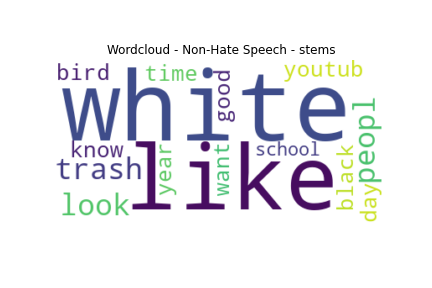 Wordcloud - Non-Hate Speech - stems
bird
time
good
youtub
white
know
trash
year
want
school
black
peopl
day
look
like